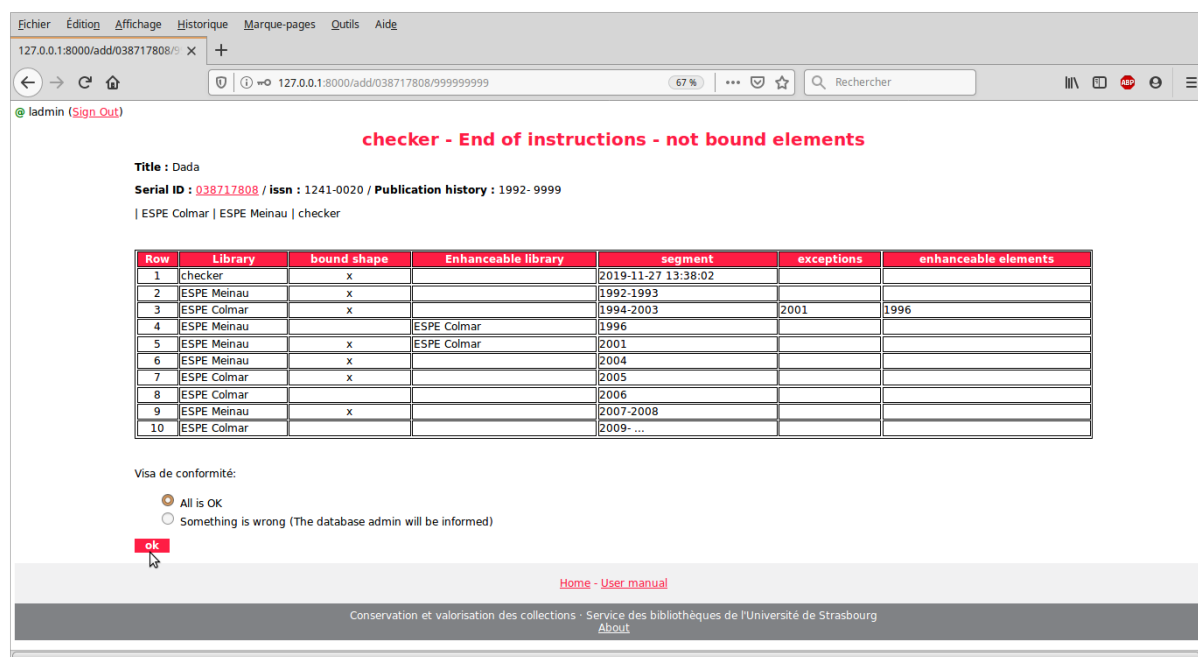 Fichier Édition Affichage Historique Marque-pages Outils Aide
127.0.0.1:8000/add/038717808/9
127.0.0.1:8000/add/038717808/999999999 67 % Rechercher ABP
@ ladmin (Sign Out)
checker - End of instructions - not bound elements
Title : Dada
Serial ID : 038717808 / issn : 1241-0020 / Publication history : 1992- 9999
| ESPE Colmar | ESPE Meinau | checker
Row Library bound shape Enhanceable library segment exceptions enhanceable elements
1 checker x 2019-11-27 13:38:02
2 ESPE Meinau x 1992-1993
3 ESPE Colmar x 1994-2003 2001 1996
4 ESPE Meinau ESPE Colmar 1996
5 ESPE Meinau x ESPE Colmar 2001
6 ESPE Meinau x 2004
7 ESPE Colmar x 2005
8 ESPE Colmar 2006
9 ESPE Meinau x 2007-2008
10 ESPE Colmar 2009- ...
Visa de conformité:
All is OK
Something is wrong (The database admin will be informed)
ok
Home - User manual
Conservation et valorisation des collections · Service des bibliothèques de l'Université de Strasbourg
About